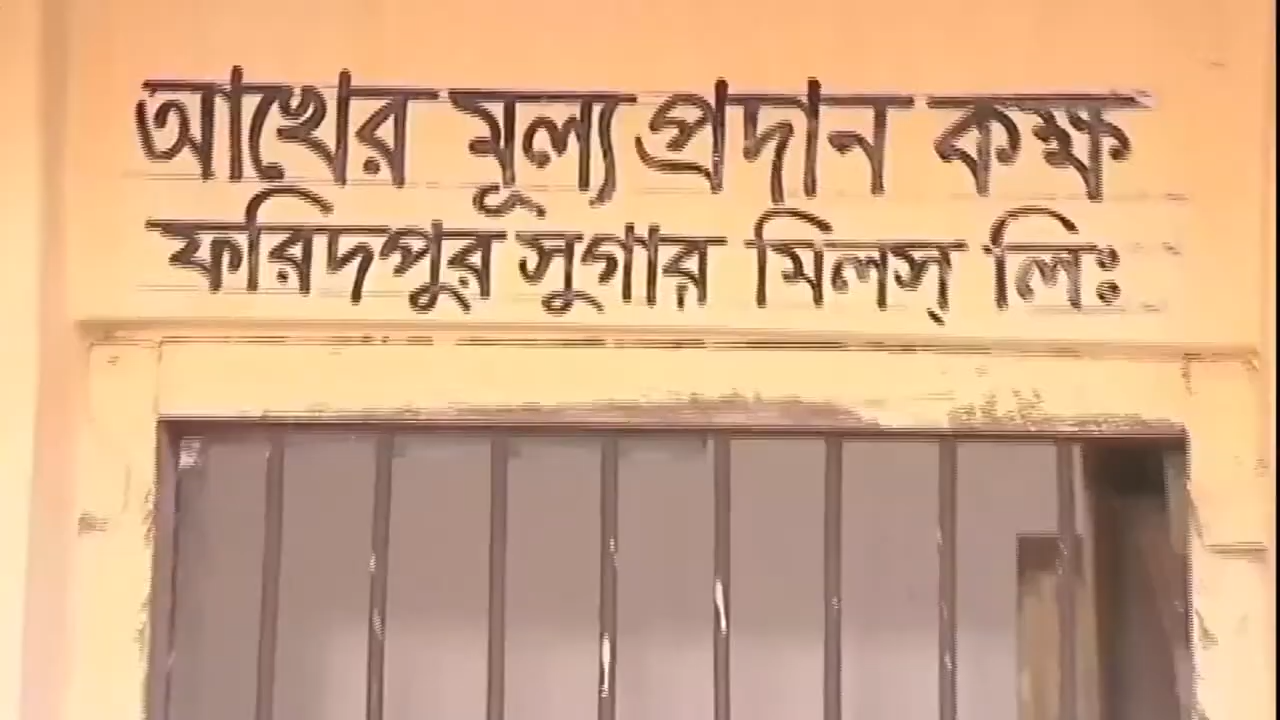 আখের মূল্য প্রদান কক্ষ
ফরিদপুর সুগার মিলস্ লিঃ